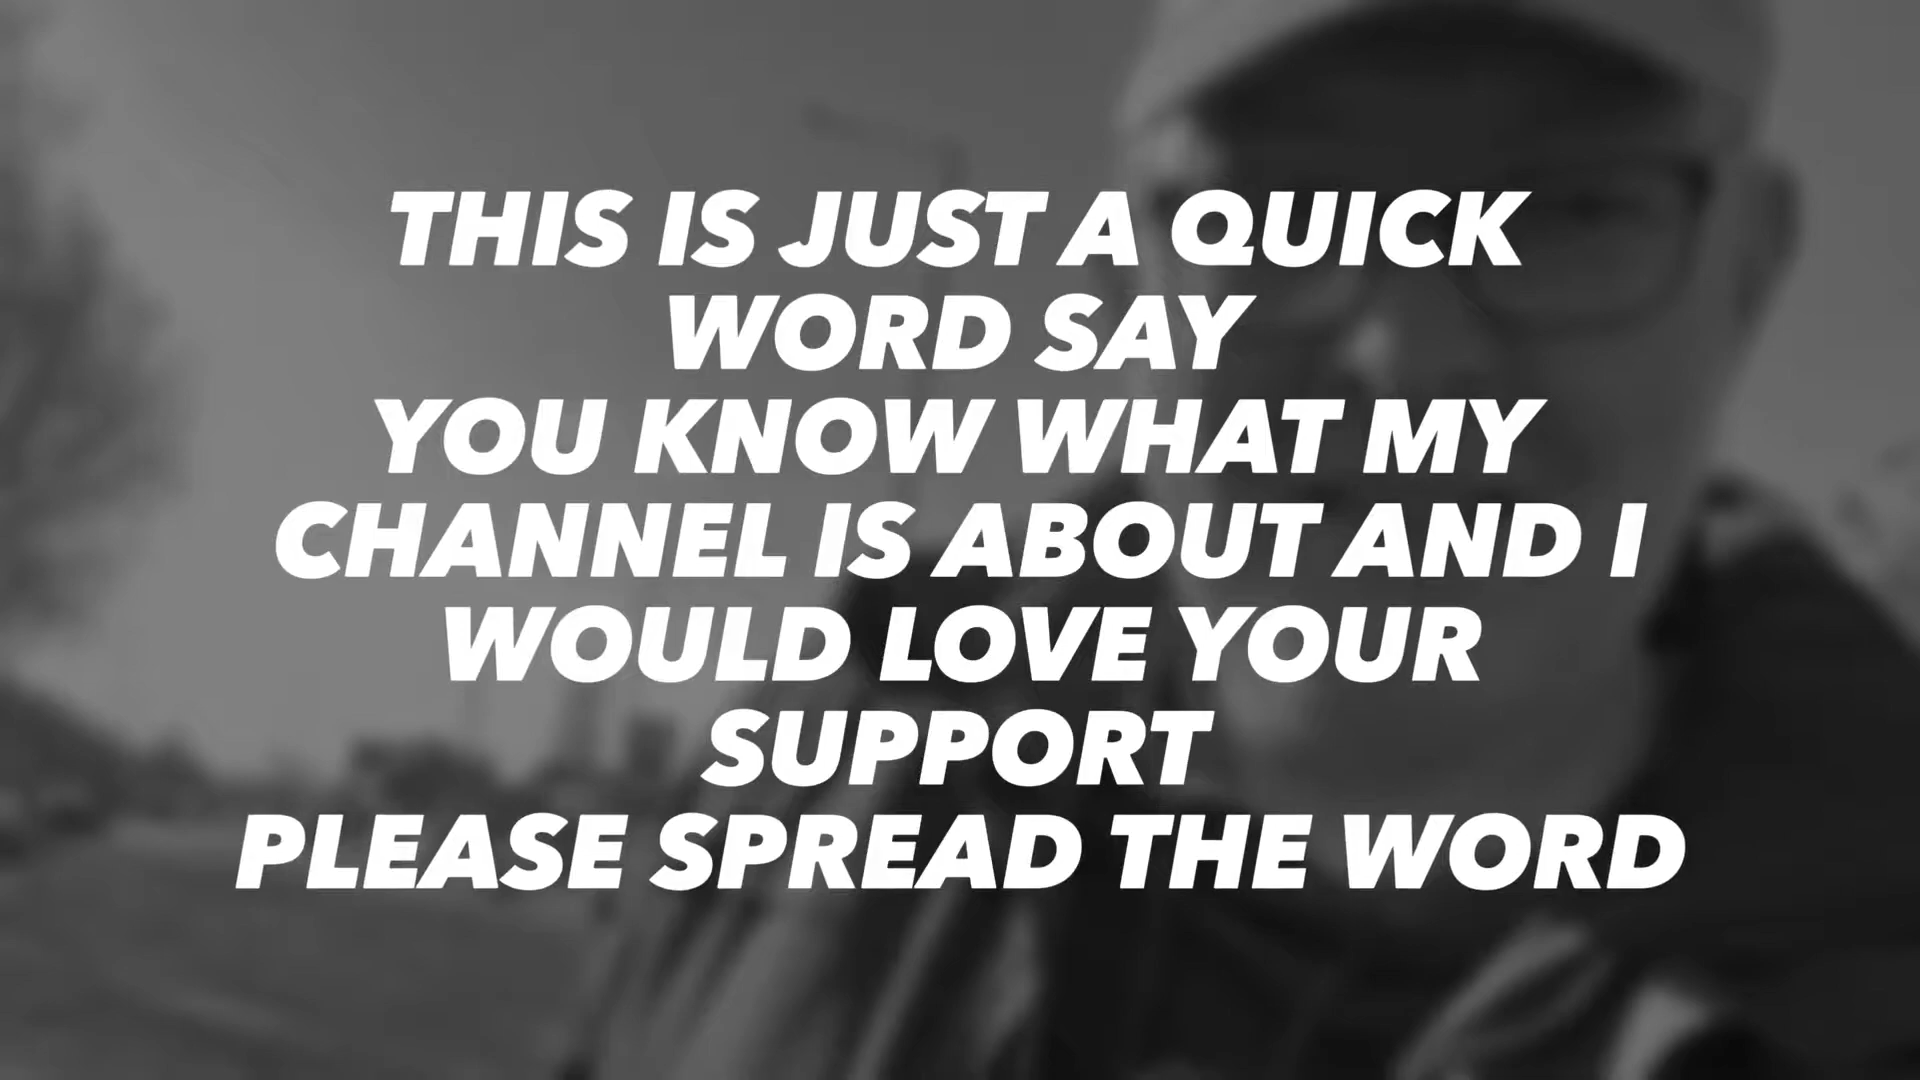 THIS IS JUST A QUICK
WORD SAY
YOU KNOW WHAT MY
CHANNEL IS ABOUT AND I
WOULD LOVE YOUR
SUPPORT
PLEASE SPREAD THE WORD